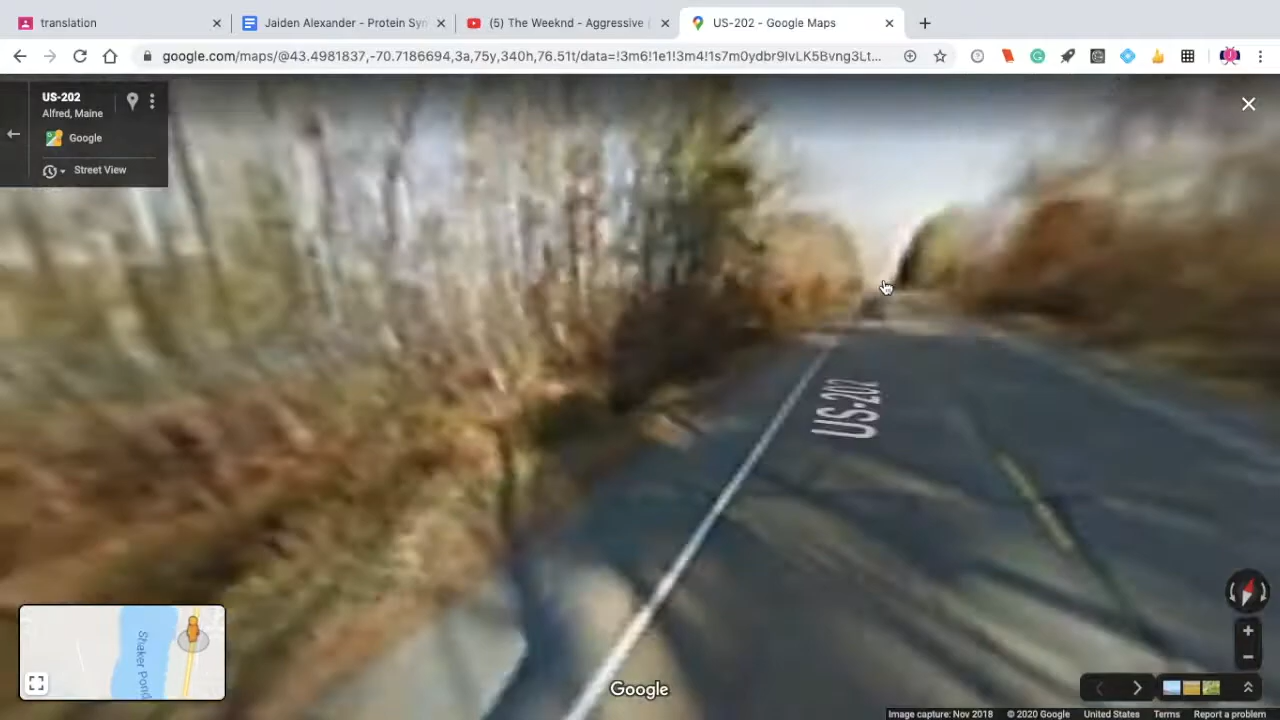 translation
Jaiden Alexander - Protein Syn
(5) The Weeknd - Aggressive (
US-202 - Google Maps
google.com/maps/@43.4981837,-70.7186694,3a,75y,340h,76.51t/data=!3m6!1e1!3m4!1s7m0ydbr9IvLK5Bvng3Lt...
US-202
Alfred, Maine
Google
Street View
US-202
Shaker Pond
Google
Image capture: Nov 2018 © 2020 Google United States Terms Report a problem